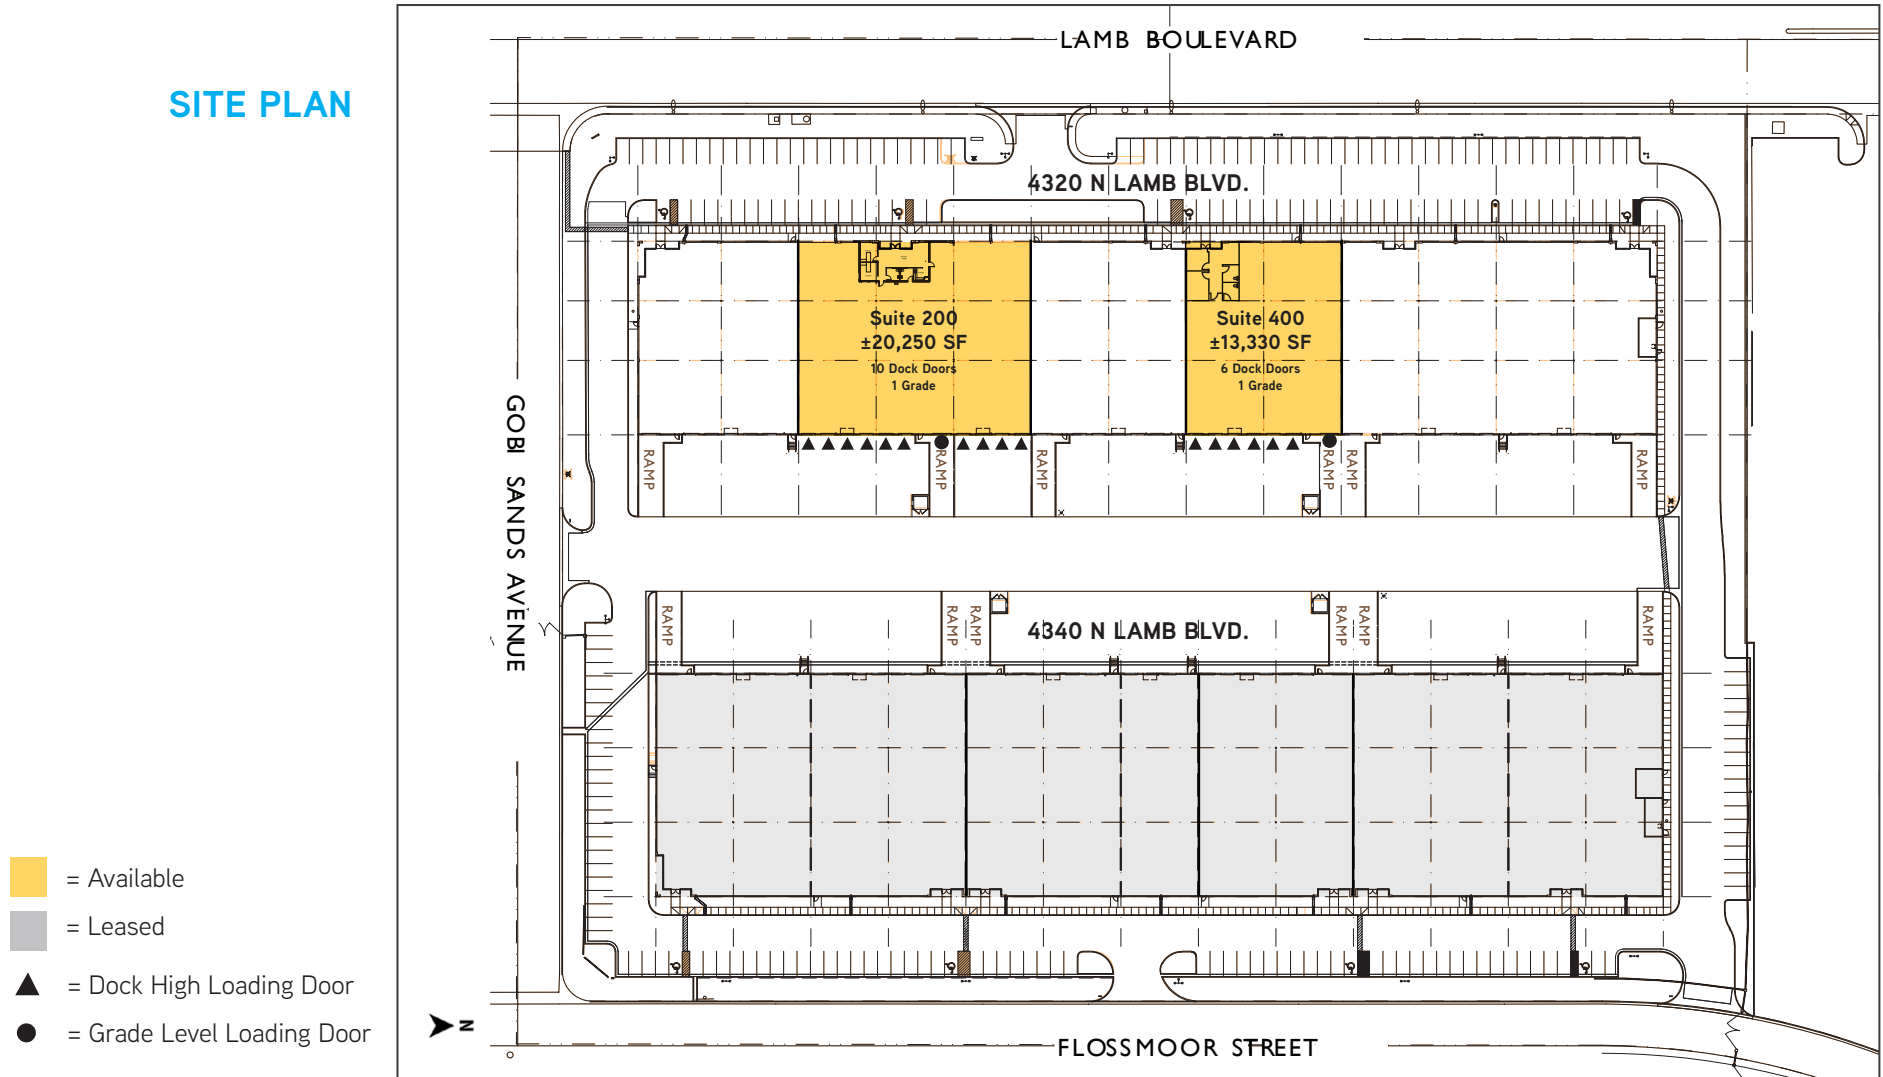 SITE PLAN
LAMB BOULEVARD
4320 N LAMB BLVD.
Suite 200
±20,250 SF
10 Dock Doors
1 Grade
Suite 400
±13,330 SF
6 Dock Doors
1 Grade
RAMP
RAMP
RAMP
RAMP
RAMP
RAMP
GOBI SANDS AVENUE
RAMP
RAMP
RAMP
RAMP
RAMP
RAMP
4340 N LAMB BLVD.
= Available
= Leased
= Dock High Loading Door
= Grade Level Loading Door
N
FLOSSMOOR STREET